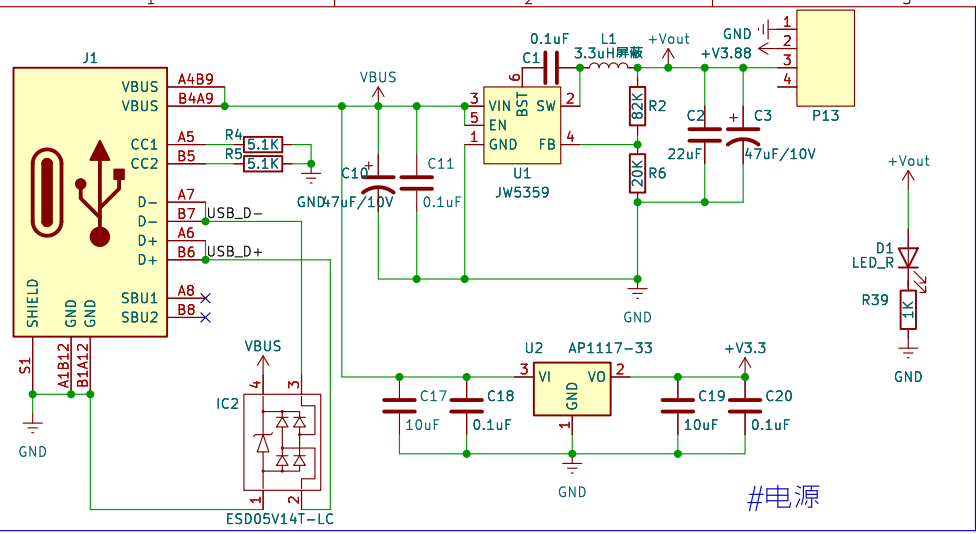 1
2
3
J1
VBUS
A4B9
VBUS
B4A9
CC1
A5
CC2
B5
R4
5.1K
R5
5.1K
D-
A7
D-
B7
USB_D-
D+
A6
D+
B6
USB_D+
SBU1
A8
SBU2
B8
SHIELD
GND
GND
S1
A1B12
B1A12
GND
GND
VBUS
C10
+
47uF/10V
C11
0.1uF
3
VIN
5
EN
1
GND
BST
6
SW
2
FB
4
U1
JW5359
0.1uF
C1
L1
3.3uH屏蔽
+Vout
82K
R2
20K
R6
GND
+V3.88
C2
22uF
+
C3
47uF/10V
GND
1
2
3
4
P13
+Vout
D1
LED_R
R39
1K
GND
VBUS
4
3
IC2
1
2
ESD05V14T-LC
U2
AP1117-33
3
VI
VO
2
GND
1
C17
10uF
C18
0.1uF
+V3.3
C19
10uF
C20
0.1uF
GND
#电源